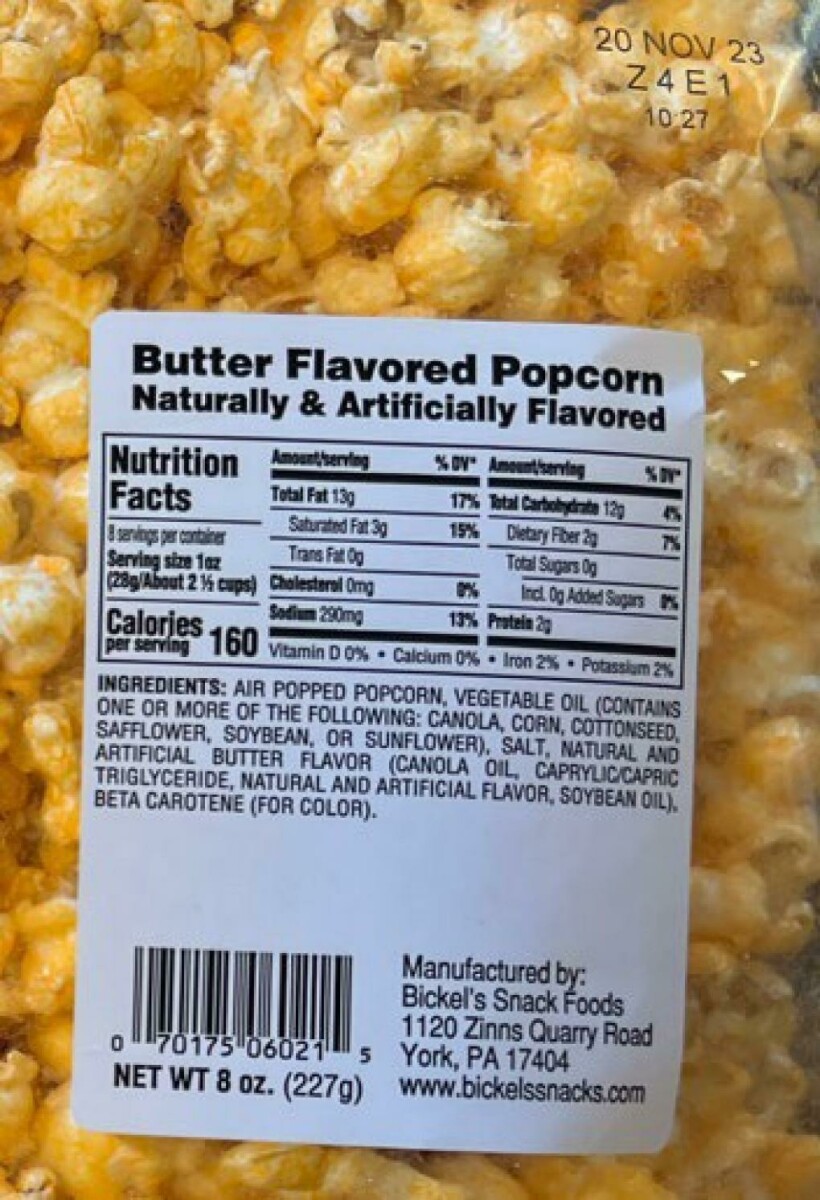 20 NOV 23
Z4E1
10:27
Butter Flavored Popcorn
Naturally & Artificially Flavored
Nutrition
Facts
8 servings per container
Serving size 1oz
(28g/About 2 ½ cups)
Calories
per serving 160
Amount/serving % DV*
Total Fat 13g 17%
Saturated Fat 3g 15%
Trans Fat 0g
Cholesterol 0mg 0%
Sodium 290mg 13%
Amount/serving % DV*
Total Carbohydrate 12g 4%
Dietary Fiber 2g 7%
Total Sugars 0g
Incl. 0g Added Sugars 0%
Protein 2g
Vitamin D 0% • Calcium 0% • Iron 2% • Potassium 2%
INGREDIENTS: AIR POPPED POPCORN, VEGETABLE OIL (CONTAINS
ONE OR MORE OF THE FOLLOWING: CANOLA, CORN, COTTONSEED,
SAFFLOWER, SOYBEAN, OR SUNFLOWER), SALT, NATURAL AND
ARTIFICIAL BUTTER FLAVOR (CANOLA OIL, CAPRYLIC/CAPRIC
TRIGLYCERIDE, NATURAL AND ARTIFICIAL FLAVOR, SOYBEAN OIL),
BETA CAROTENE (FOR COLOR).
0 70175 06021 5
NET WT 8 oz. (227g)
Manufactured by:
Bickel's Snack Foods
1120 Zinns Quarry Road
York, PA 17404
www.bickelssnacks.com